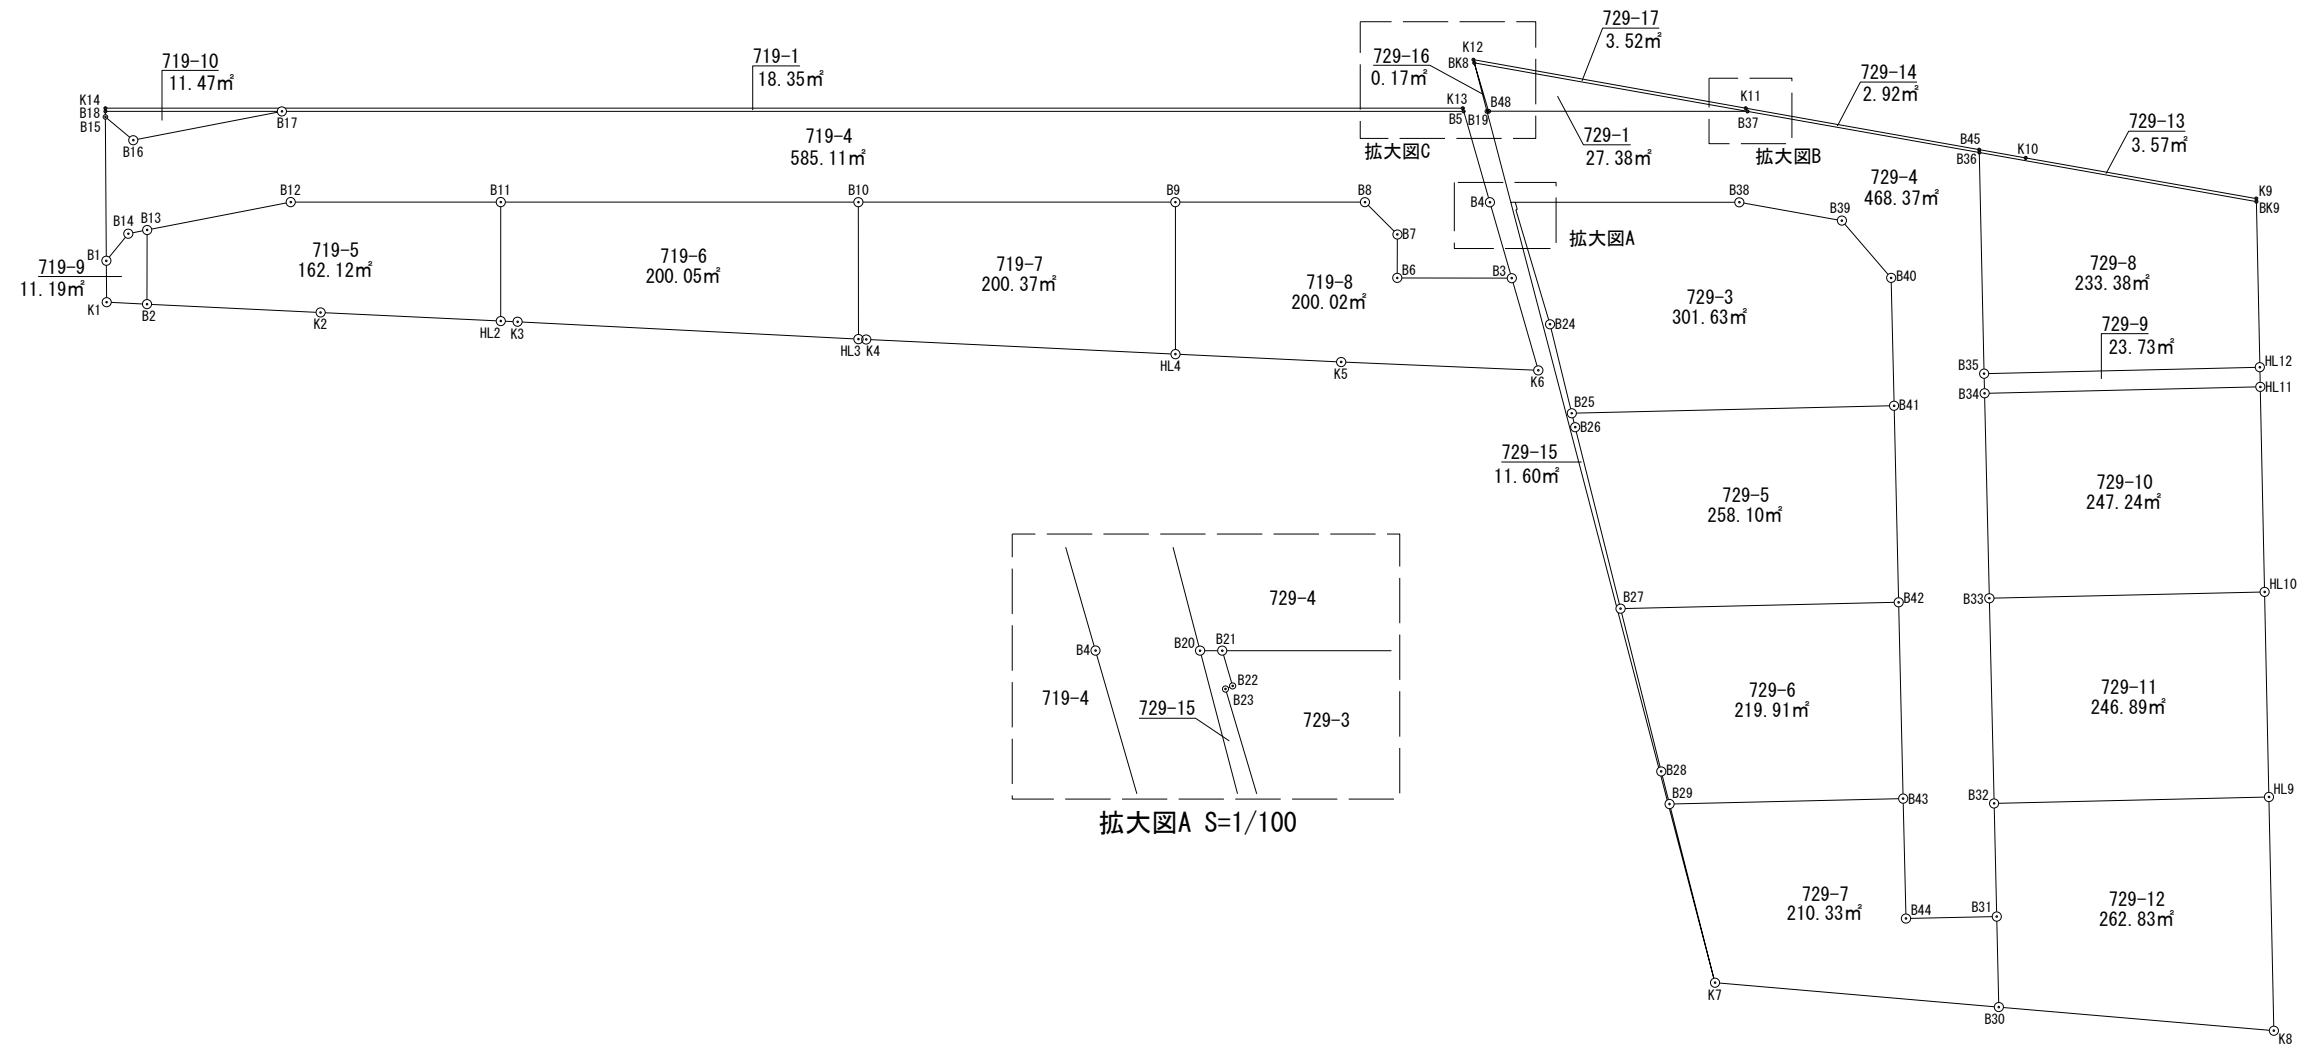 719-10
11.47㎡
719-1
18.35㎡
K14
B18
B15
B16
B17
719-4
585.11㎡
K13
B5
B19
B48
K12
BK8
729-16
0.17㎡
729-17
3.52㎡
729-1
27.38㎡
拡大図C
K11
B37
拡大図B
729-14
2.92㎡
B45
B36
K10
729-13
3.57㎡
K9
BK9
729-4
468.37㎡
B12
B11
B10
B9
B8
B4
拡大図A
B38
B39
B40
B1
B14
B13
719-9
11.19㎡
K1
B2
719-5
162.12㎡
K2
HL2
K3
719-6
200.05㎡
HL3
K4
719-7
200.37㎡
HL4
719-8
200.02㎡
B7
B6
B3
K5
K6
B24
729-3
301.63㎡
729-8
233.38㎡
729-9
23.73㎡
B35
HL12
B34
HL11
B25
B26
B41
729-15
11.60㎡
729-5
258.10㎡
729-10
247.24㎡
B27
B42
B33
HL10
729-6
219.91㎡
729-11
246.89㎡
B28
B29
B43
B32
HL9
729-7
210.33㎡
B44
B31
729-12
262.83㎡
K7
B30
K8
729-4
B4
B20
B21
B22
B23
719-4
729-15
729-3
拡大図A S=1/100